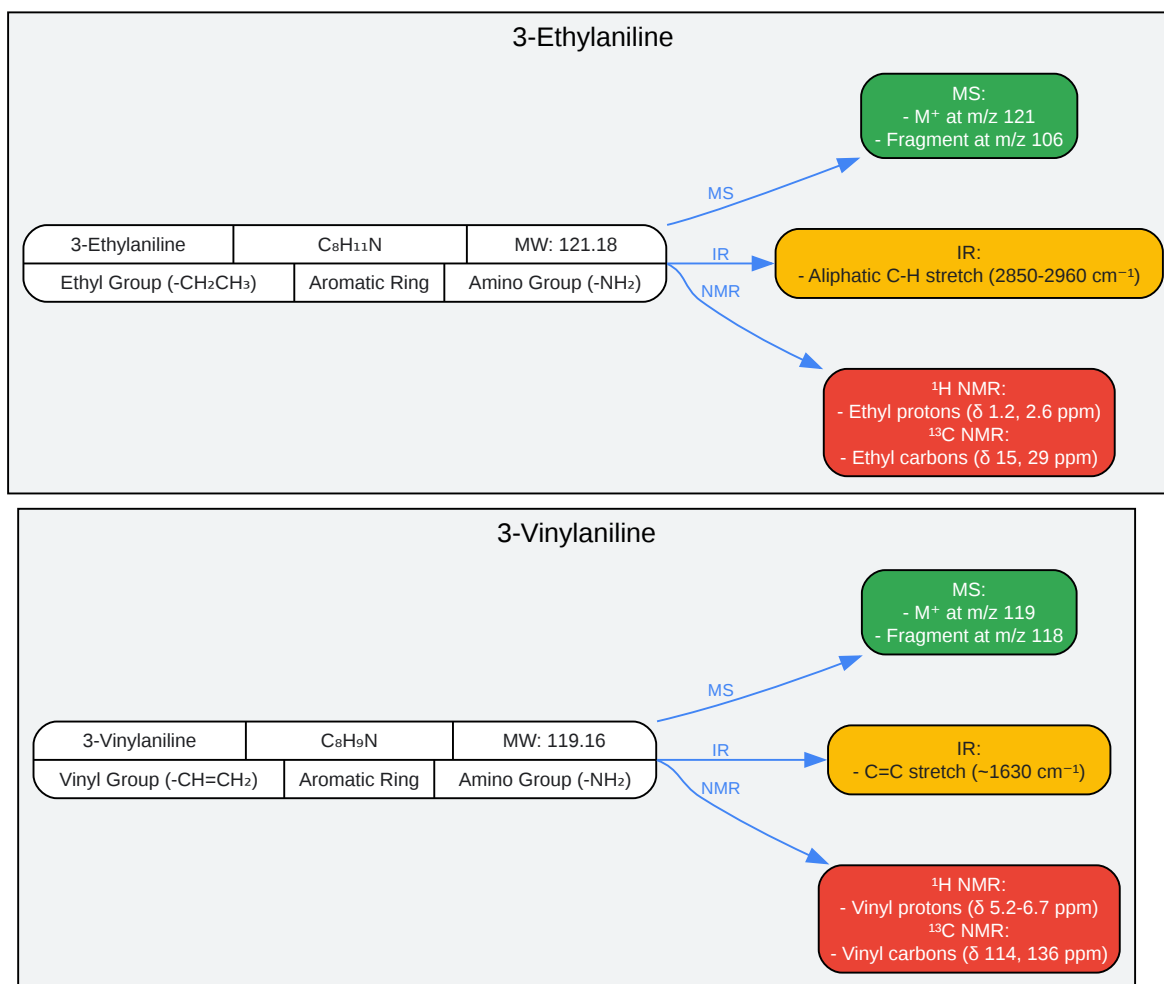 3-Ethylaniline
MS:
- M⁺ at m/z 121
- Fragment at m/z 106
MS
3-Ethylaniline
C₈H₁₁N
MW: 121.18
Ethyl Group (-CH₂CH₃)
Aromatic Ring
Amino Group (-NH₂)
IR
IR:
- Aliphatic C-H stretch (2850-2960 cm⁻¹)
NMR
¹H NMR:
- Ethyl protons (δ 1.2, 2.6 ppm)
¹³C NMR:
- Ethyl carbons (δ 15, 29 ppm)
3-Vinylaniline
MS:
- M⁺ at m/z 119
- Fragment at m/z 118
MS
3-Vinylaniline
C₈H₉N
MW: 119.16
Vinyl Group (-CH=CH₂)
Aromatic Ring
Amino Group (-NH₂)
IR
IR:
- C=C stretch (~1630 cm⁻¹)
NMR
¹H NMR:
- Vinyl protons (δ 5.2-6.7 ppm)
¹³C NMR:
- Vinyl carbons (δ 114, 136 ppm)